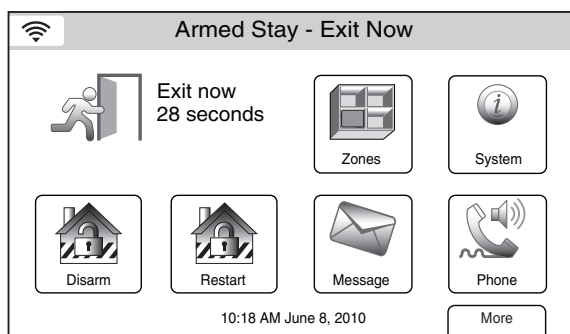 Armed Stay - Exit Now
Exit now
28 seconds
Zones
System
Disarm
Restart
Message
Phone
10:18 AM June 8, 2010
More